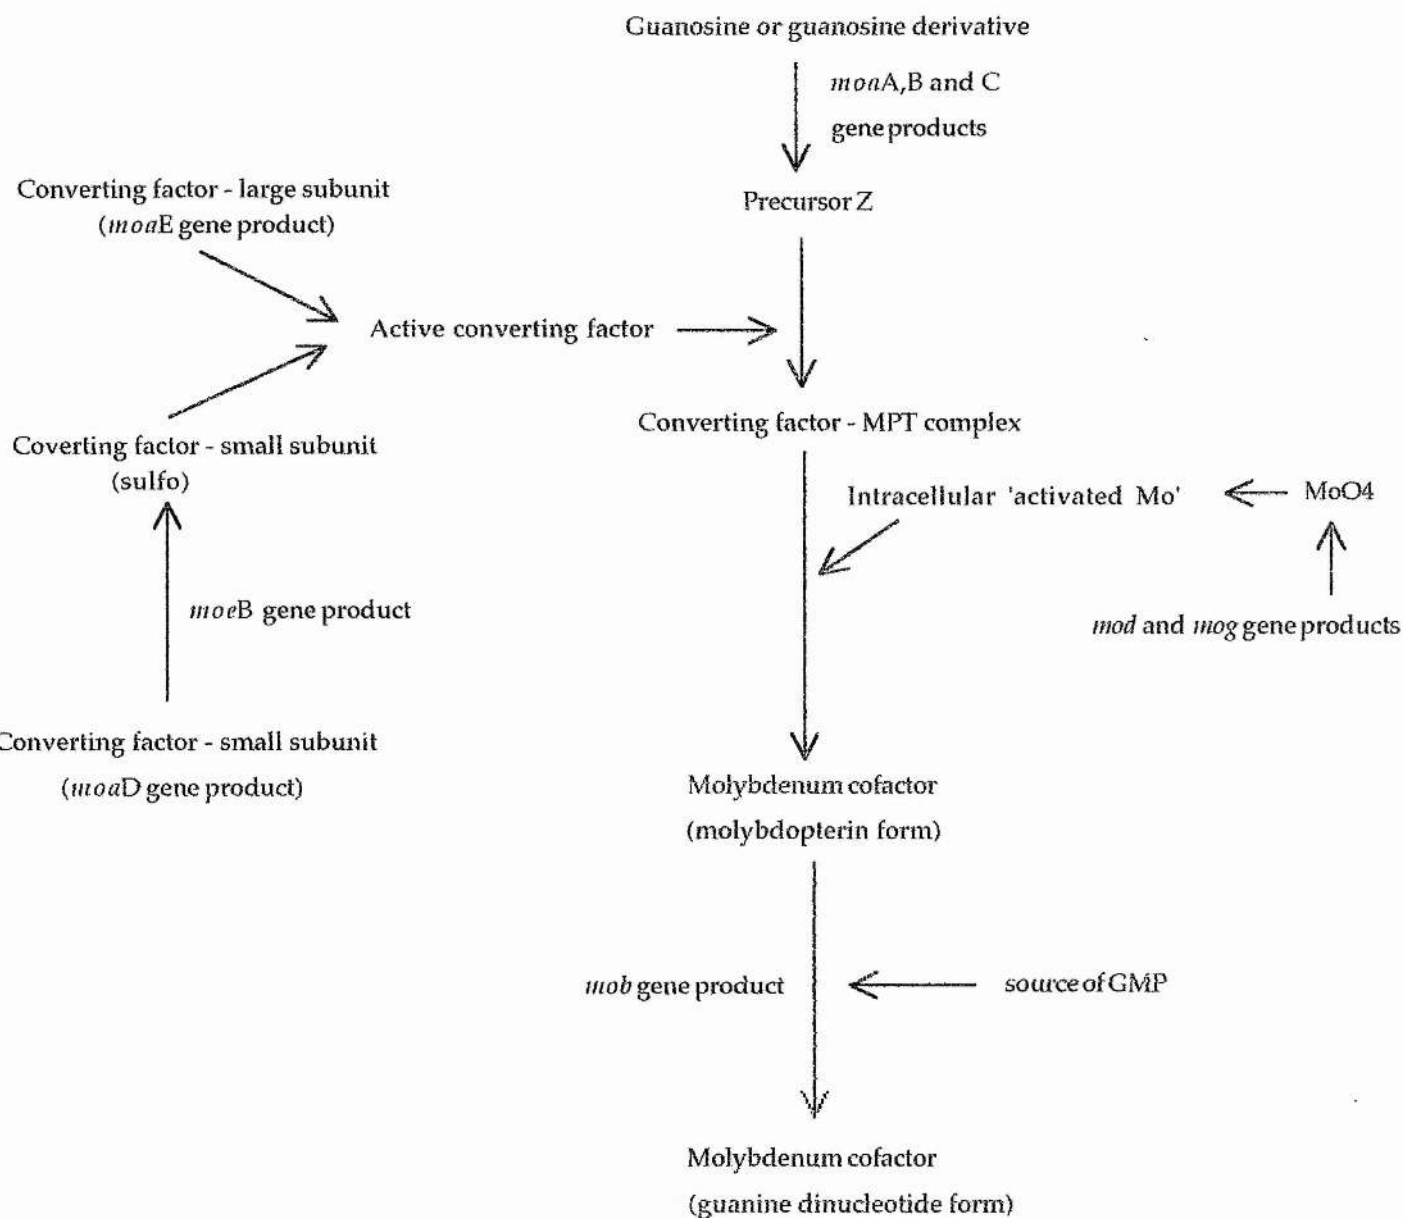 Guanosine or guanosine derivative
moaA,B and C
gene products
Converting factor - large subunit
(moaE gene product)
Precursor Z
Active converting factor
Converting factor - MPT complex
Coverting factor - small subunit
(sulfo)
Intracellular 'activated Mo'
MoO4
moeB gene product
mod and mog gene products
Converting factor - small subunit
(moaD gene product)
Molybdenum cofactor
(molybdopterin form)
mob gene product
source of GMP
Molybdenum cofactor
(guanine dinucleotide form)